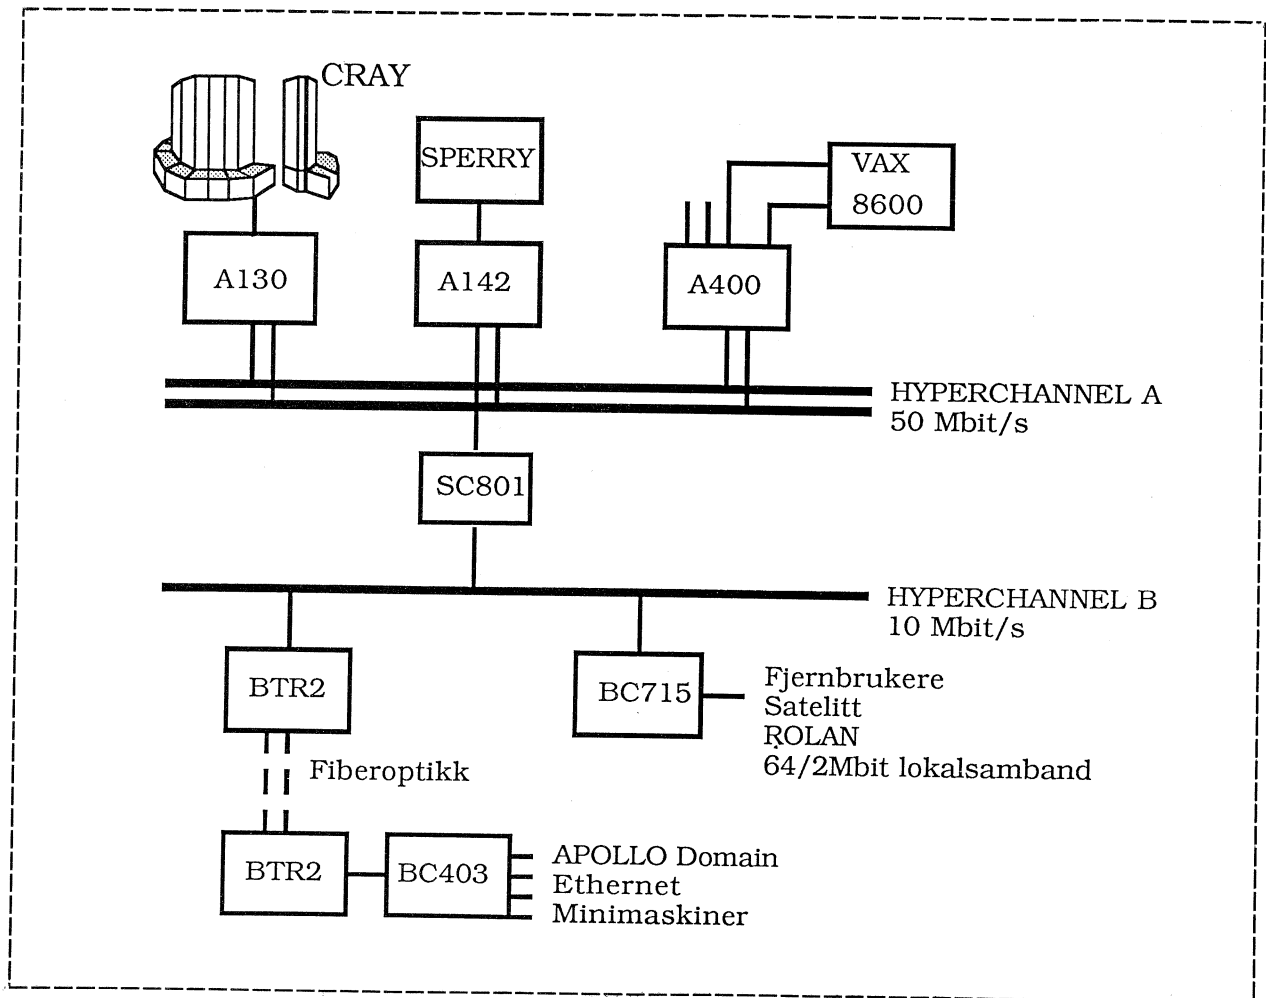 CRAY
SPERRY
VAX
8600
A130
A142
A400
HYPERCHANNEL A
50 Mbit/s
SC801
HYPERCHANNEL B
10 Mbit/s
BTR2
BC715
Fjernbrukere
Satelitt
ROLAN
64/2Mbit lokalsamband
Fiberoptikk
BTR2
BC403
APOLLO Domain
Ethernet
Minimaskiner